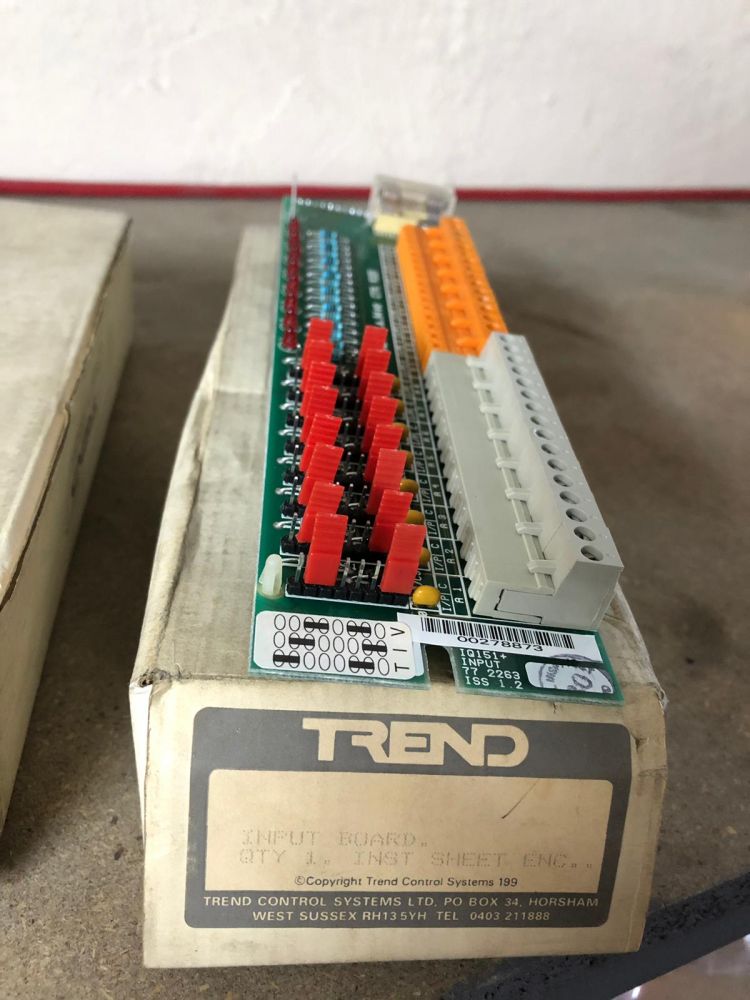 T I V
00278873
IQ151+
INPUT
77 2263
ISS 1.2
TREND
INPUT BOARD.
QTY 1. INST SHEET ENC..
©Copyright Trend Control Systems 199
TREND CONTROL SYSTEMS LTD, PO BOX 34, HORSHAM
WEST SUSSEX RH13 5YH TEL 0403 211888